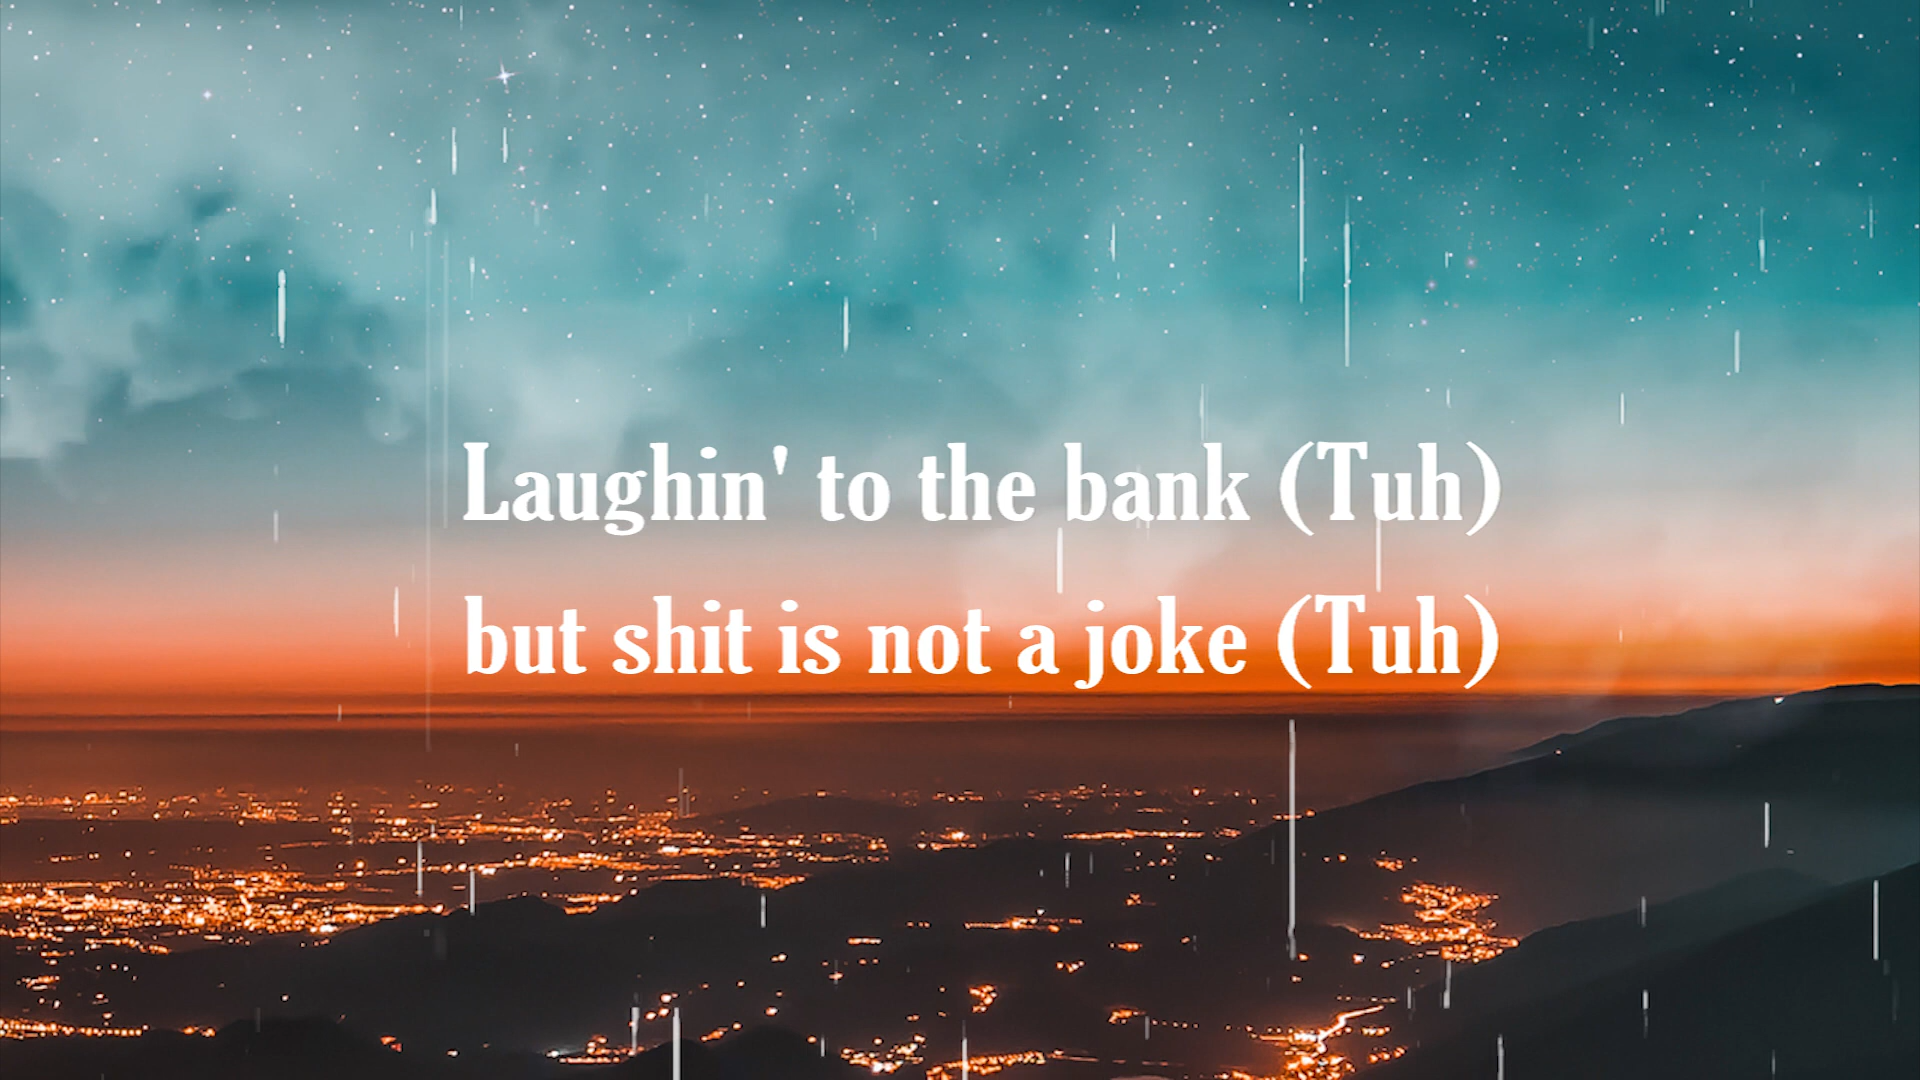 Laughin' to the bank (Tuh)
but shit is not a joke (Tuh)